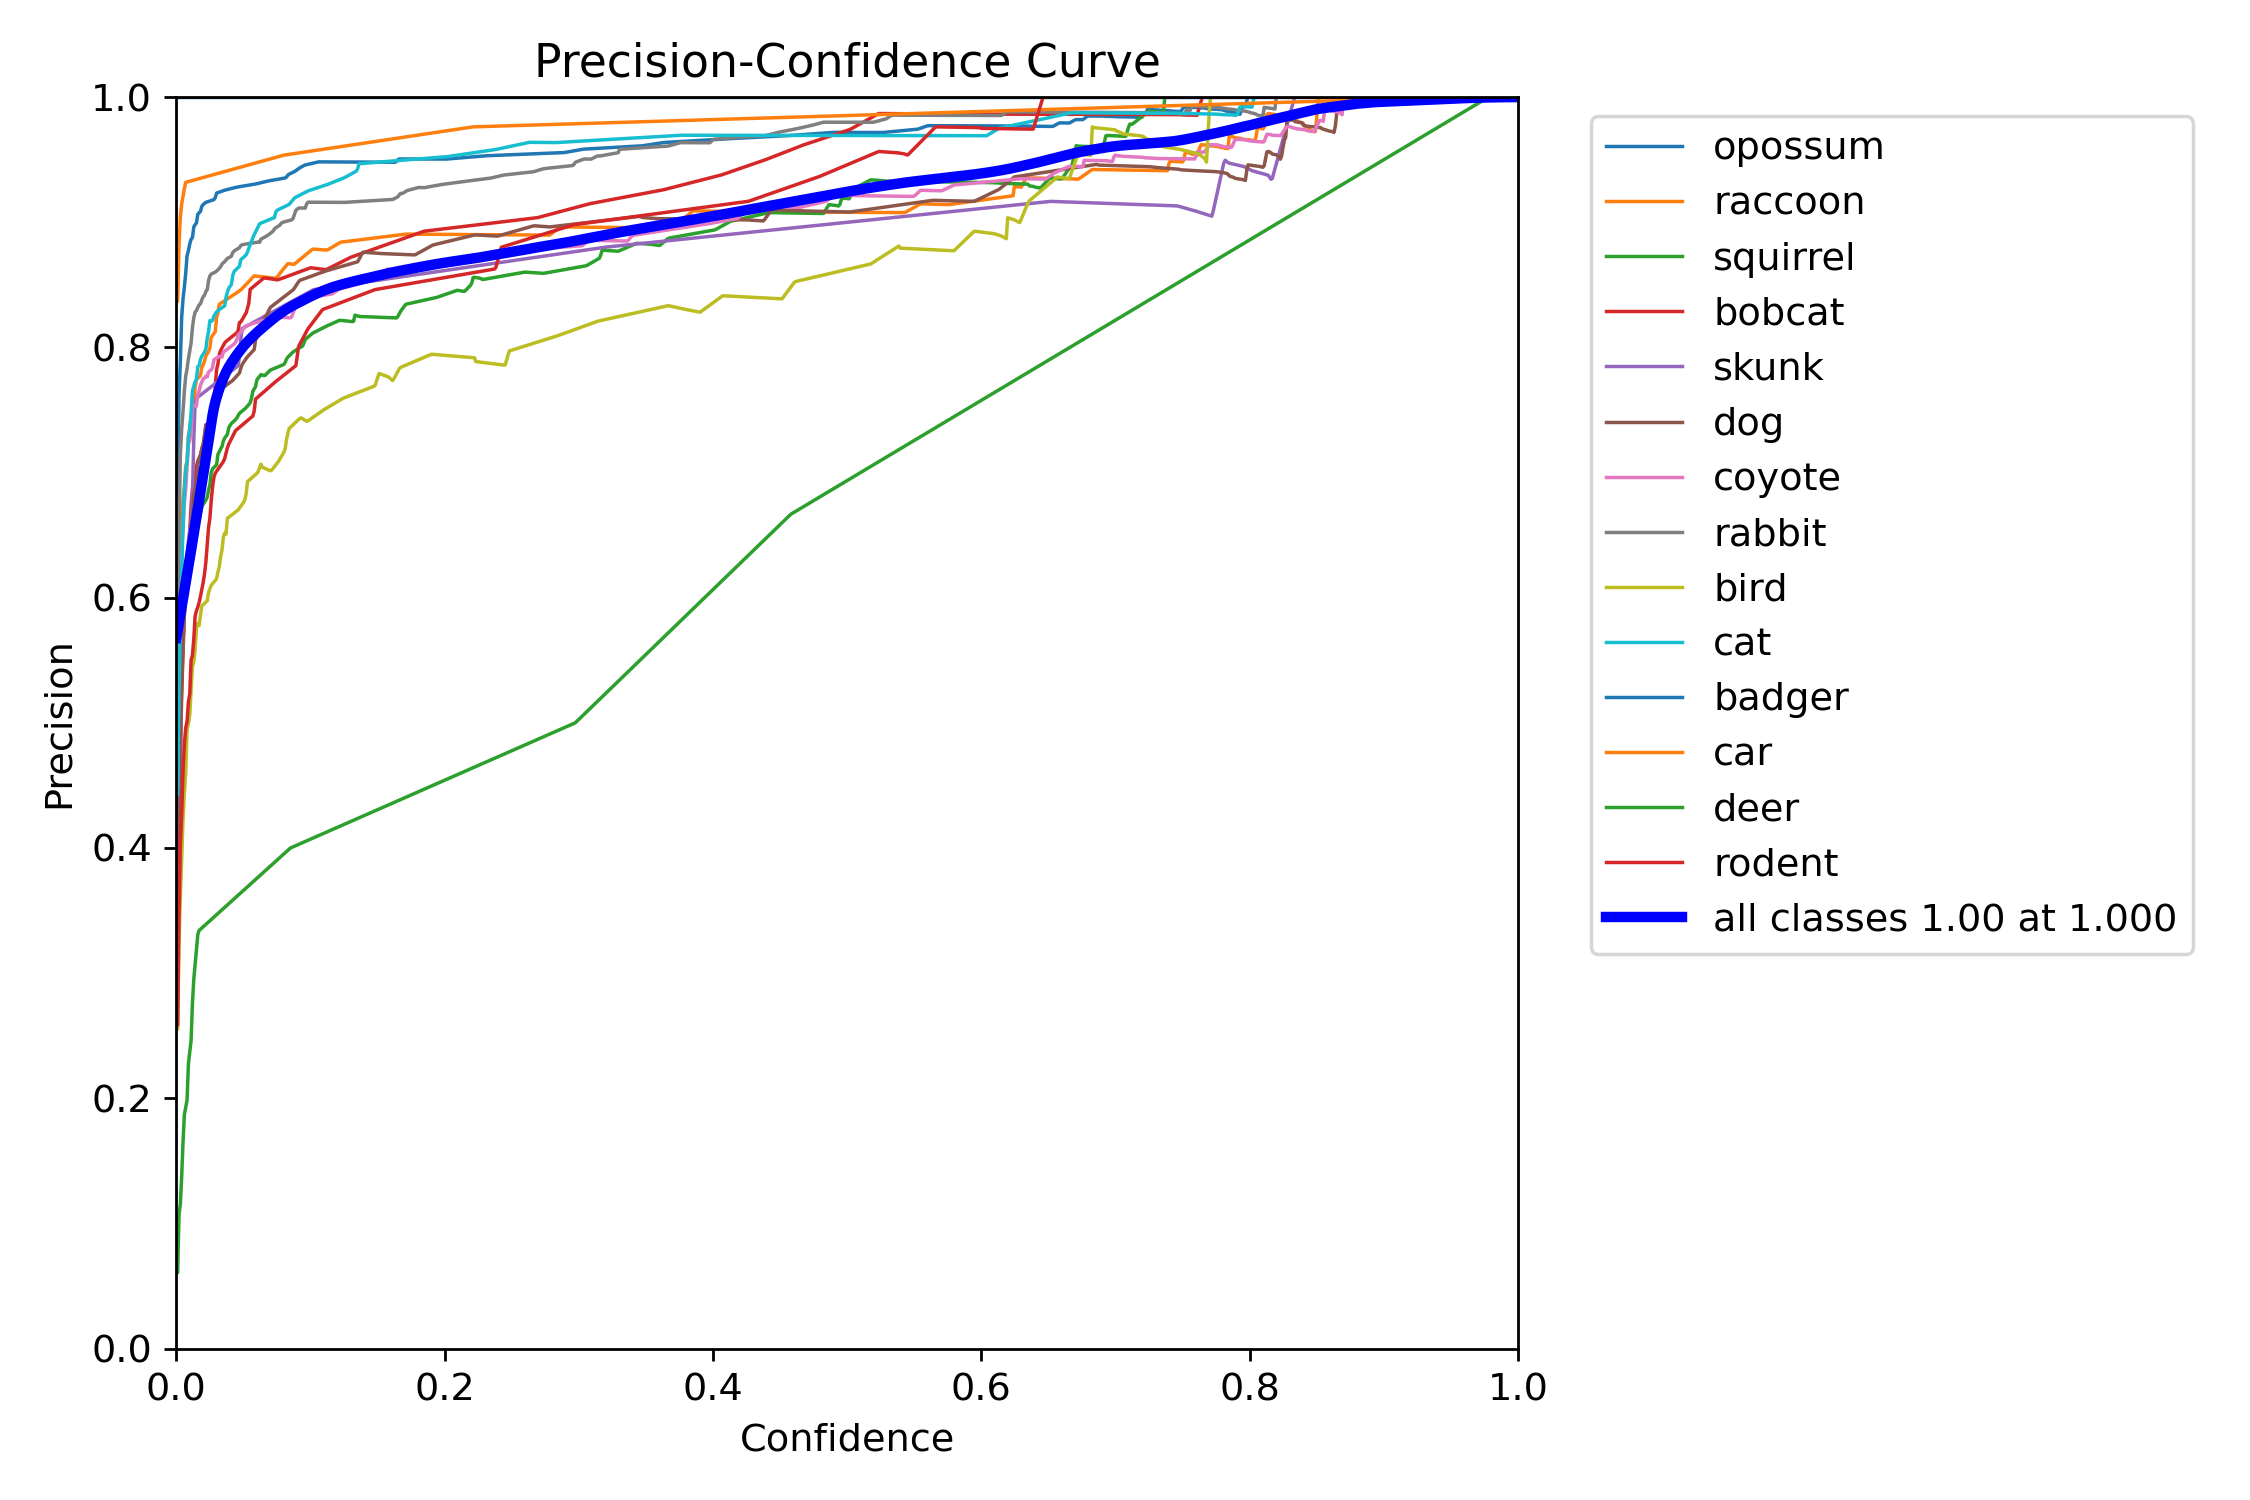 Precision-Confidence Curve
1.0
0.8
0.6
0.4
0.2
0.0
Precision
0.0 0.2 0.4 0.6 0.8 1.0
Confidence
opossum
raccoon
squirrel
bobcat
skunk
dog
coyote
rabbit
bird
cat
badger
car
deer
rodent
all classes 1.00 at 1.000